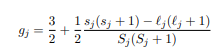 g_j = \frac{3}{2} + \frac{1}{2} \frac{s_j(s_j + 1) - \ell_j(\ell_j + 1)}{S_j(S_j + 1)}